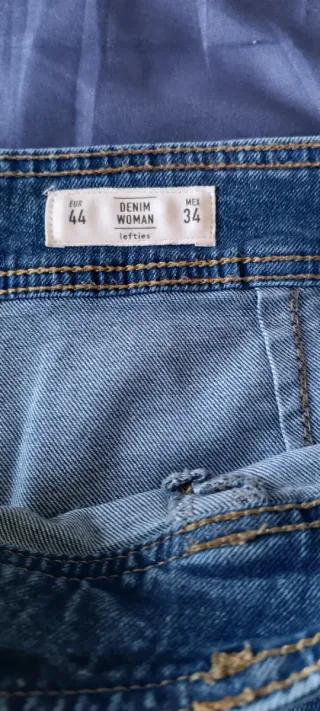 EUR
44
DENIM
WOMAN
lefties
MEX
34